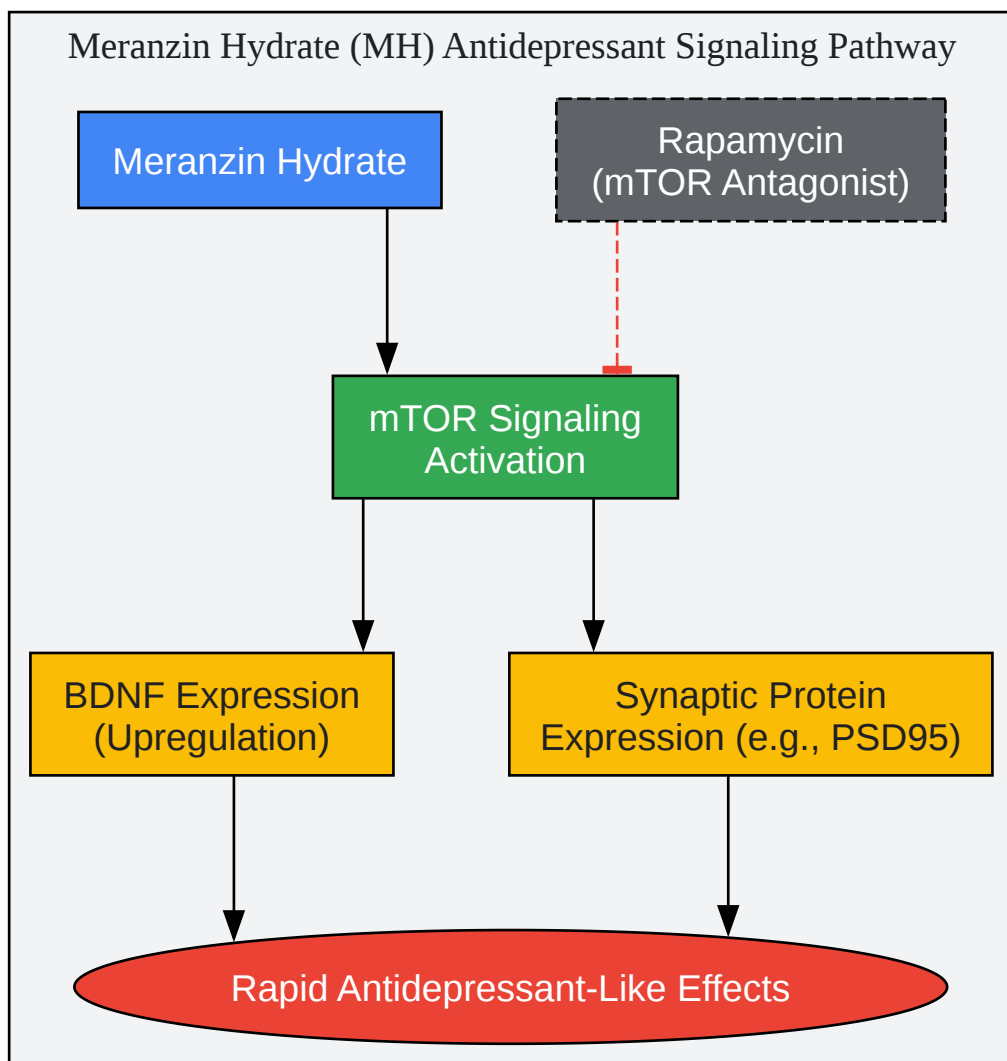 Meranzin Hydrate (MH) Antidepressant Signaling Pathway
Meranzin Hydrate
Rapamycin
(mTOR Antagonist)
mTOR Signaling
Activation
BDNF Expression
(Upregulation)
Synaptic Protein
Expression (e.g., PSD95)
Rapid Antidepressant-Like Effects